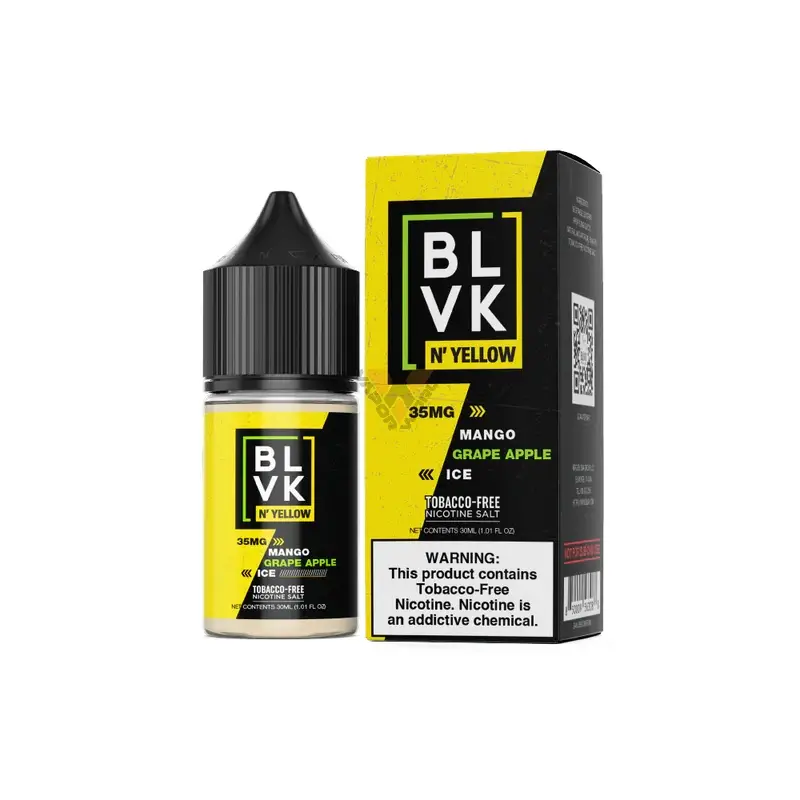 BL
VK
N' YELLOW
35MG
MANGO
GRAPE APPLE
ICE
TOBACCO-FREE
NICOTINE SALT
NET CONTENTS 30ML (1.01 FL OZ)
BL
VK
N' YELLOW
35MG
MANGO
GRAPE APPLE
ICE
TOBACCO-FREE
NICOTINE SALT
NET CONTENTS 30ML (1.01 FL OZ)
WARNING:
This product contains
Tobacco-Free
Nicotine. Nicotine is
an addictive chemical.